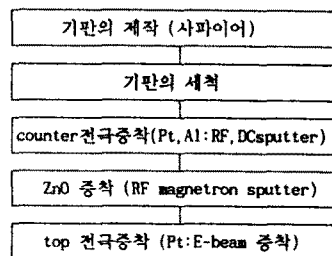 기판의 제작 (사파이어)
기판의 세척
counter전극증착(Pt,Al:RF,DCsputter)
ZnO 증착 (RF magnetron sputter)
top 전극증착 (Pt:E-beam 증착)